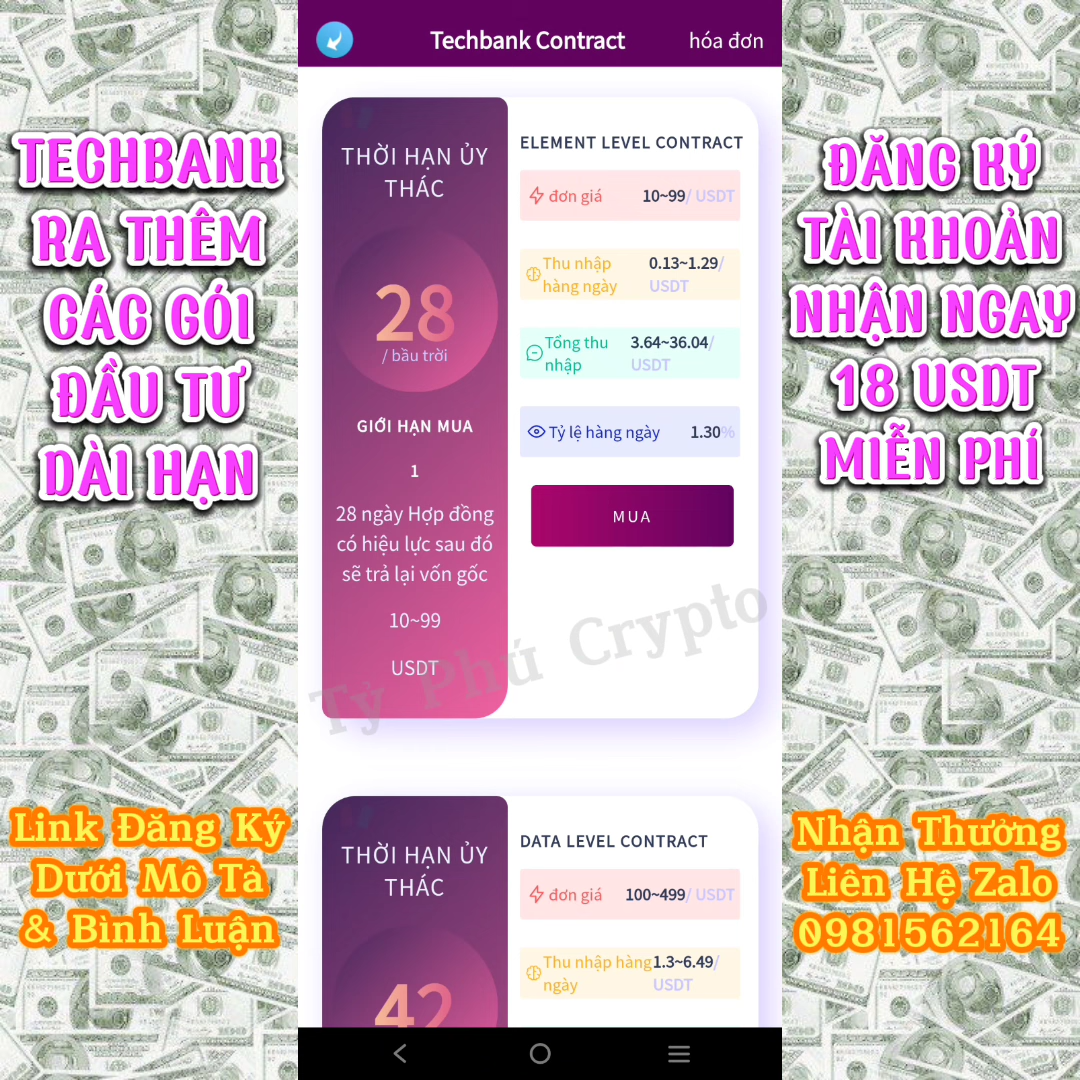 TECHBANK
RA THÊM
CÁC GÓI
ĐẦU TƯ
DÀI HẠN
Link Đăng Ký
Dưới Mô Tả
& Bình Luận
Techbank Contract
hóa đơn
THỜI HẠN ỦY
THÁC
28
/ bầu trời
GIỚI HẠN MUA
1
28 ngày Hợp đồng
có hiệu lực sau đó
sẽ trả lại vốn gốc
10~99
USDT
ELEMENT LEVEL CONTRACT
đơn giá 10~99/ USDT
Thu nhập 0.13~1.29/
hàng ngày USDT
Tổng thu 3.64~36.04/
nhập USDT
Tỷ lệ hàng ngày 1.30%
MUA
Tỷ Phú Crypto
THỜI HẠN ỦY
THÁC
42
DATA LEVEL CONTRACT
đơn giá 100~499/ USDT
Thu nhập hàng 1.3~6.49/
ngày USDT
ĐĂNG KÝ
TÀI KHOẢN
NHẬN NGAY
18 USDT
MIỄN PHÍ
Nhận Thưởng
Liên Hệ Zalo
0981562164